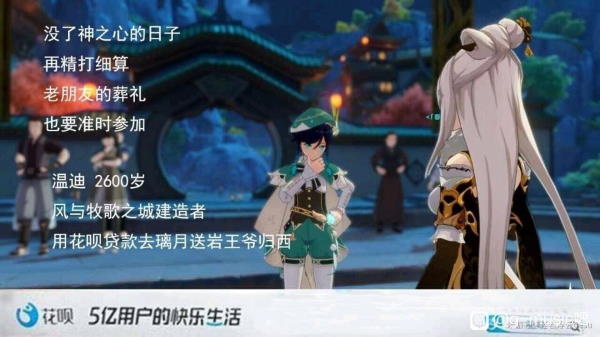 没了神之心的日子
再精打细算
老朋友的葬礼
也要准时参加
温迪 2600岁
风与牧歌之城建造者
用花呗贷款去璃月送岩王爷归西
花呗 5亿用户的快乐生活